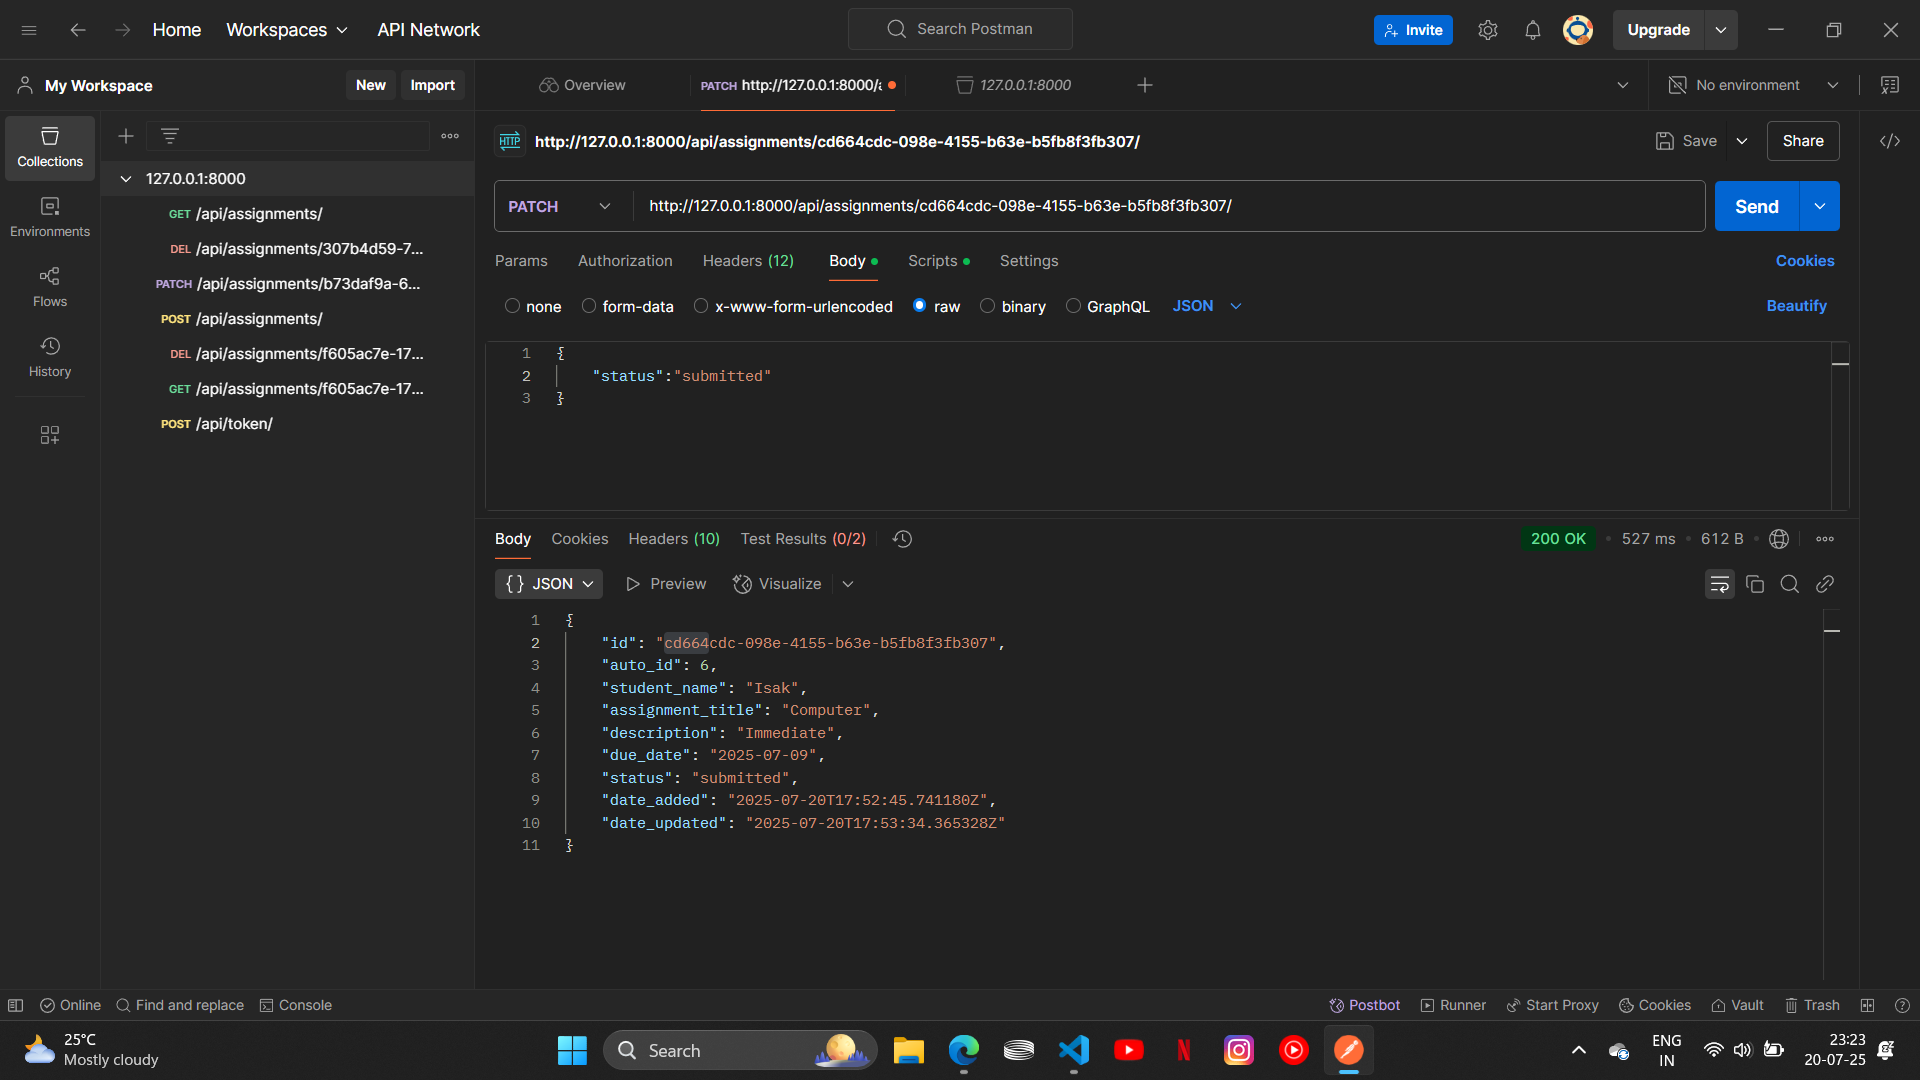 Home Workspaces API Network Search Postman Invite Upgrade
My Workspace New Import Overview PATCH http://127.0.0.1:8000/a 127.0.0.1:8000 No environment
Collections
Environments
Flows
History
127.0.0.1:8000
GET /api/assignments/
DEL /api/assignments/307b4d59-7...
PATCH /api/assignments/b73daf9a-6...
POST /api/assignments/
DEL /api/assignments/f605ac7e-17...
GET /api/assignments/f605ac7e-17...
POST /api/token/
HTTP http://127.0.0.1:8000/api/assignments/cd664cdc-098e-4155-b63e-b5fb8f3fb307/ Save Share
PATCH http://127.0.0.1:8000/api/assignments/cd664cdc-098e-4155-b63e-b5fb8f3fb307/ Send
Params Authorization Headers (12) Body Scripts Settings Cookies
none form-data x-www-form-urlencoded raw binary GraphQL JSON Beautify
1 {
2 "status":"submitted"
3 }
Body Cookies Headers (10) Test Results (0/2) 200 OK 527 ms 612 B
{} JSON Preview Visualize
1 {
2 "id": "cd664cdc-098e-4155-b63e-b5fb8f3fb307",
3 "auto_id": 6,
4 "student_name": "Isak",
5 "assignment_title": "Computer",
6 "description": "Immediate",
7 "due_date": "2025-07-09",
8 "status": "submitted",
9 "date_added": "2025-07-20T17:52:45.741180Z",
10 "date_updated": "2025-07-20T17:53:34.365328Z"
11 }
Online Find and replace Console Postbot Runner Start Proxy Cookies Vault Trash
25°C
Mostly cloudy
Search
ENG
IN
23:23
20-07-25